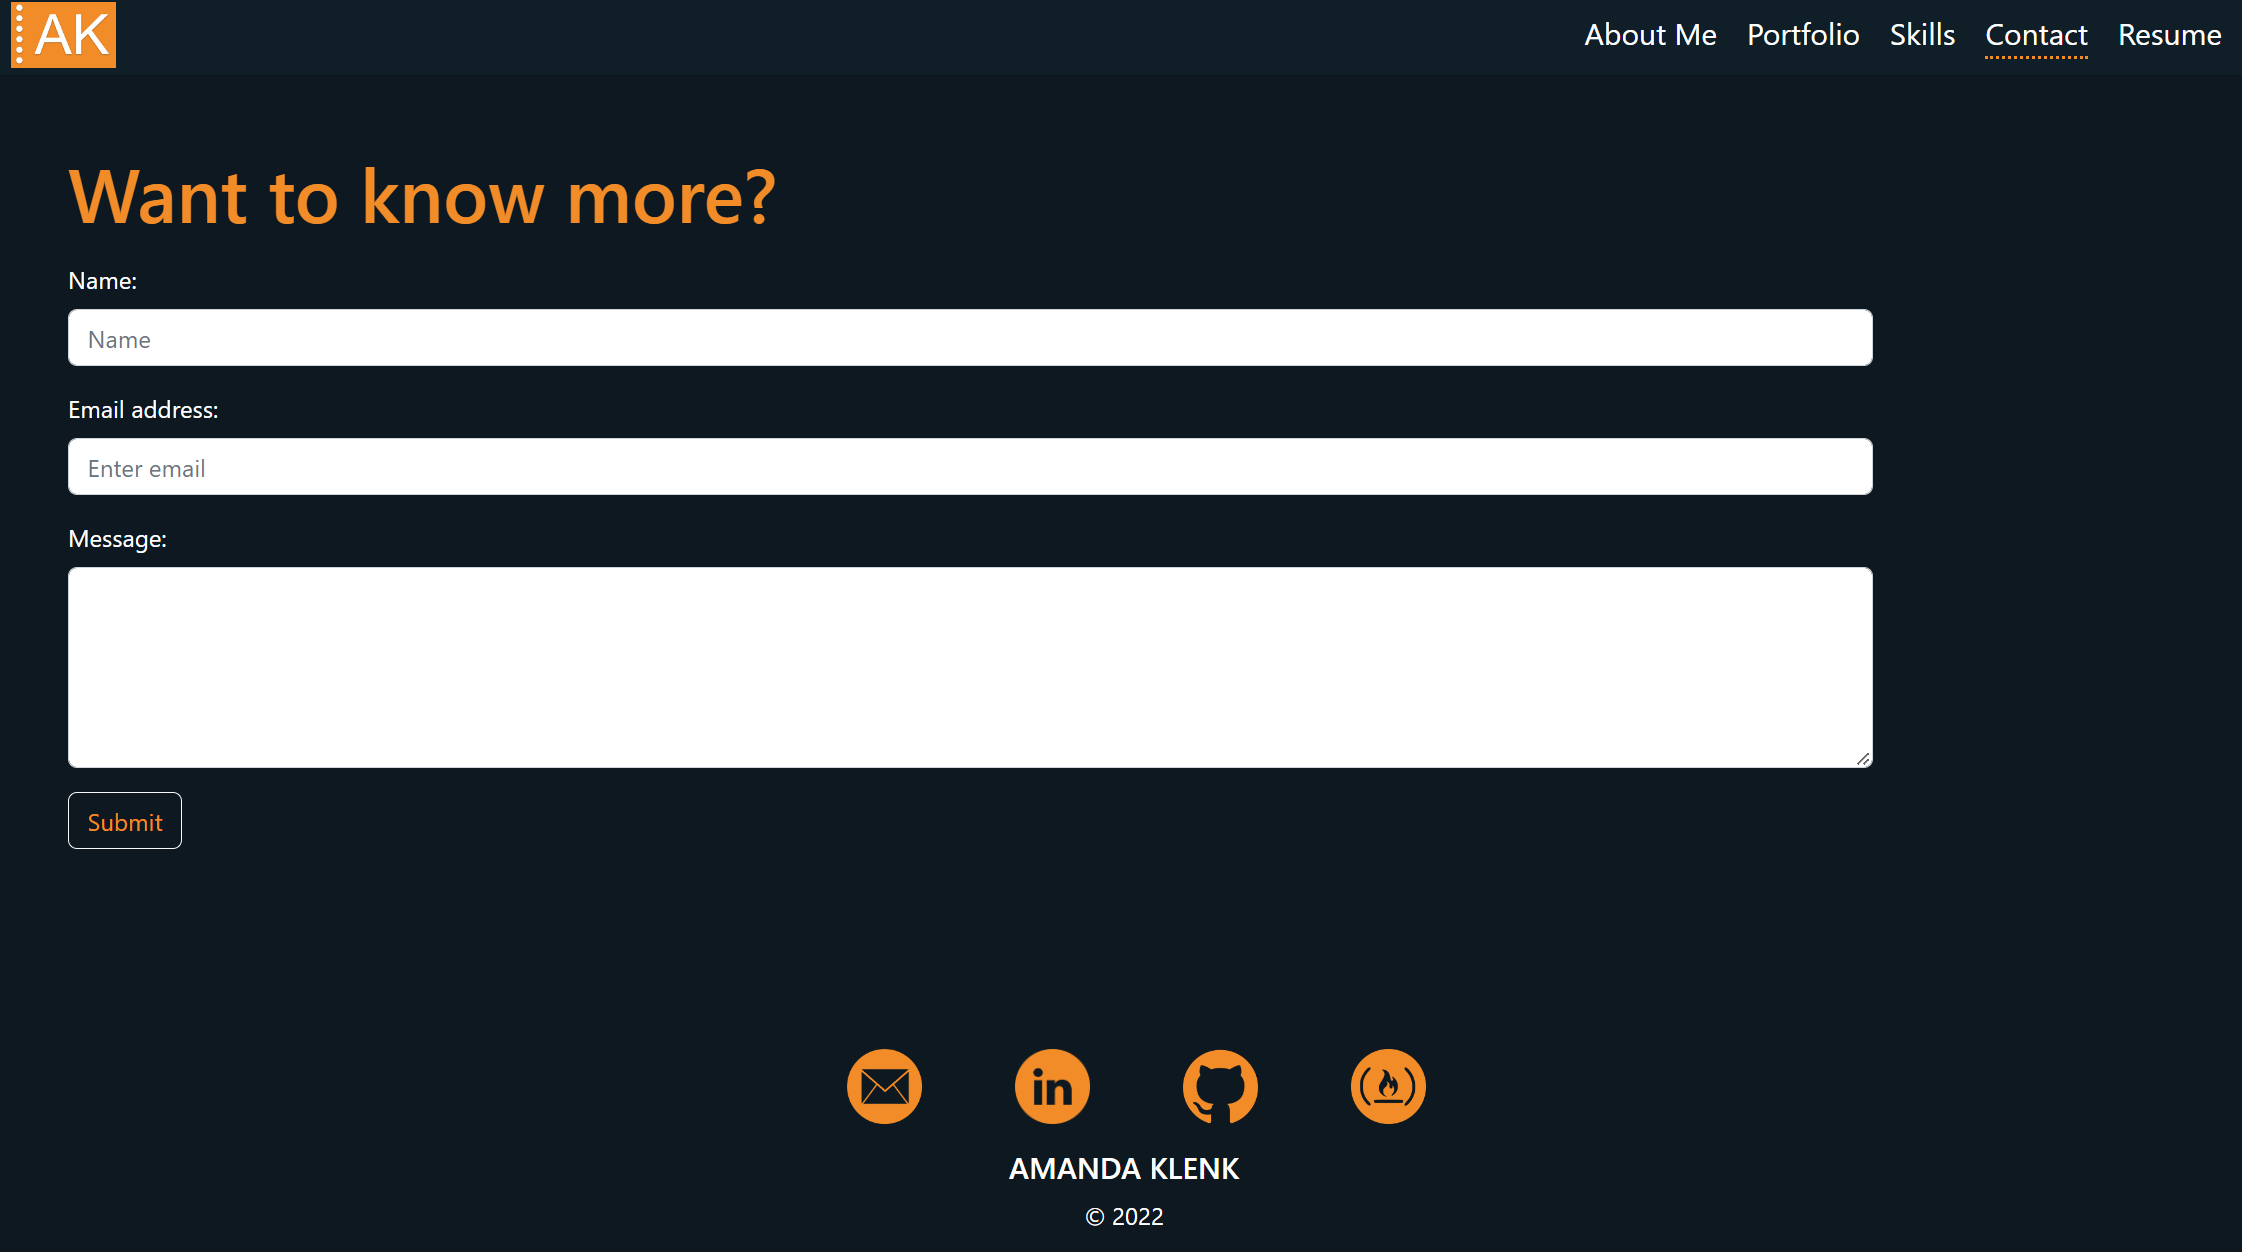 AK
About Me Portfolio Skills Contact Resume
Want to know more?
Name:
Name
Email address:
Enter email
Message:
Submit
in
AMANDA KLENK
© 2022